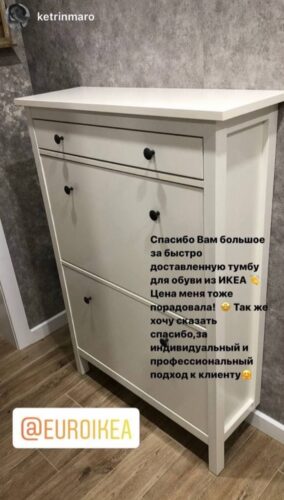 ketrinmaro
Спасибо Вам большое
за быстро
доставленную тумбу
для обуви из ИКЕА 👏
Цена меня тоже
порадовала! 🤩 Так же
хочу сказать
спасибо,за
индивидуальный и
профессиональный
подход к клиенту😊
@EUROIKEA